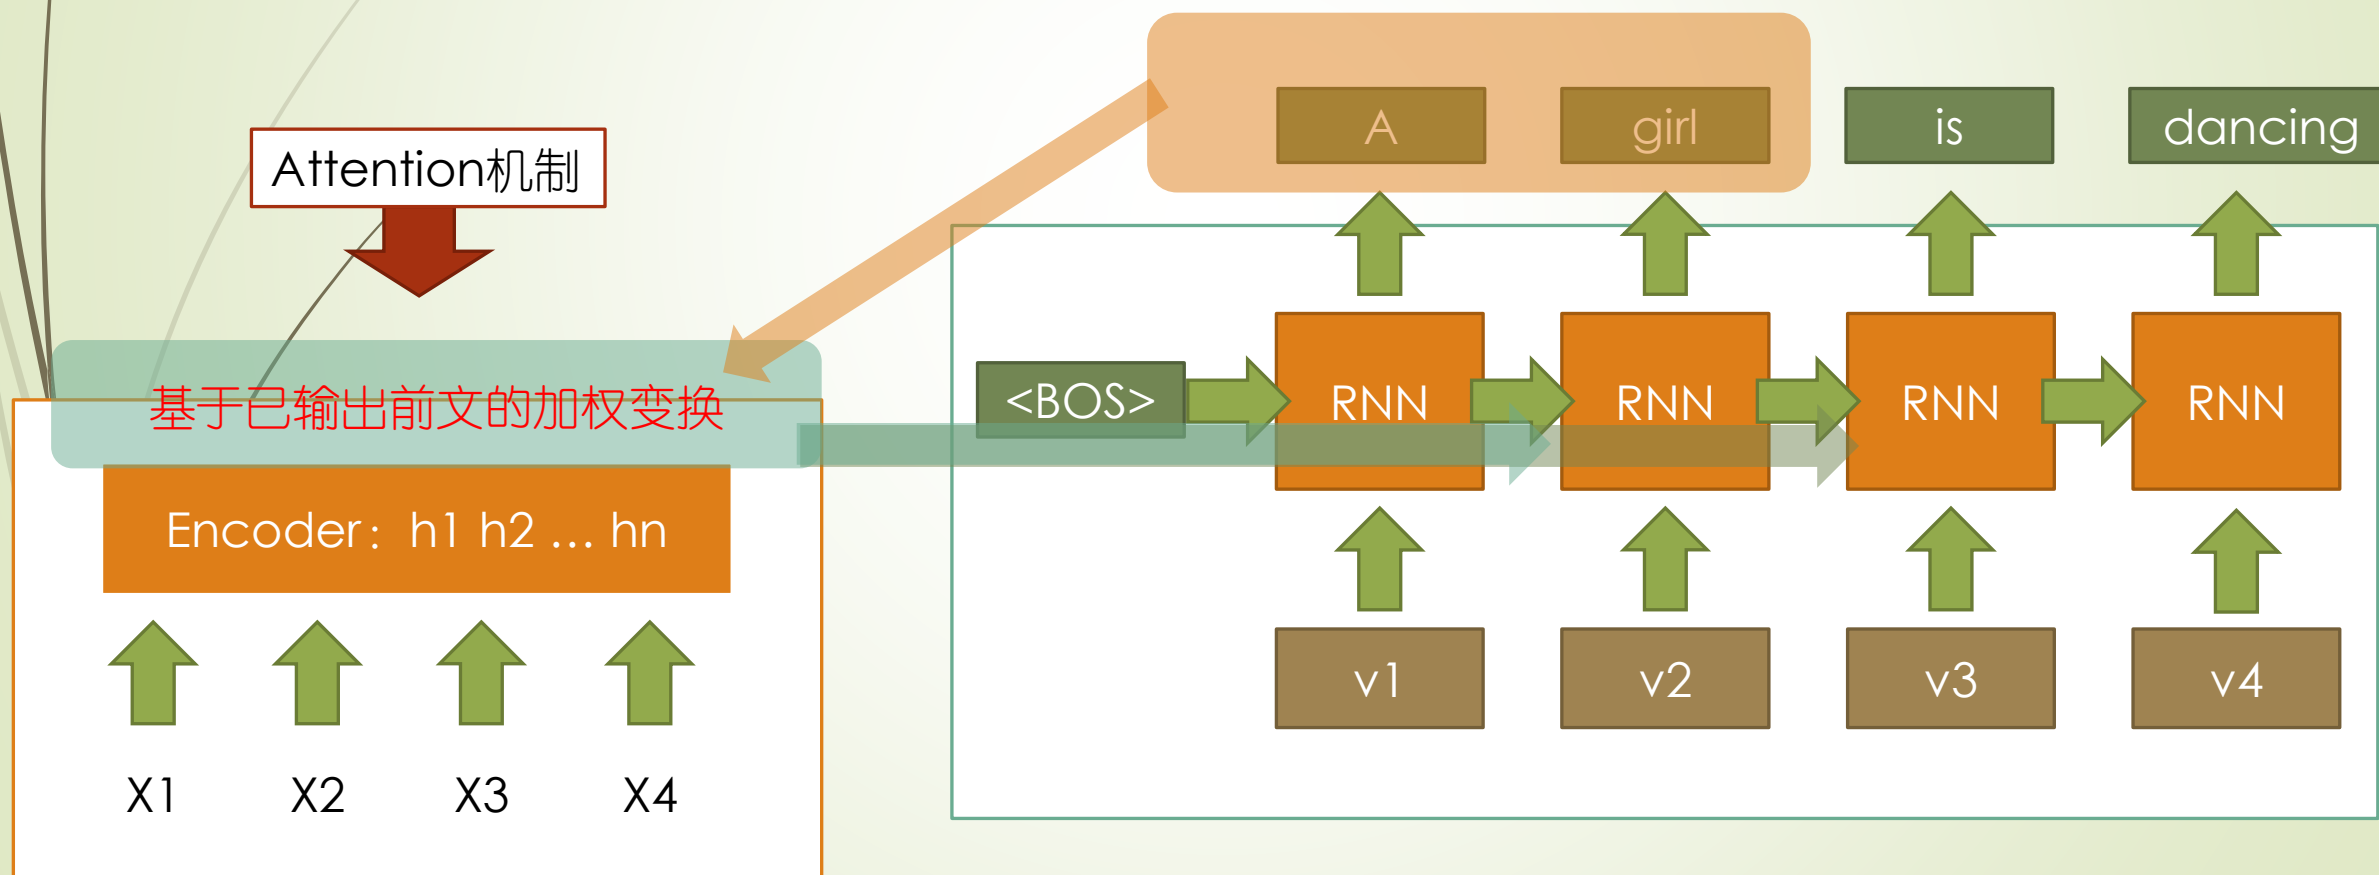 A girl is dancing
Attention机制
基于已输出前文的加权变换
<BOS> RNN RNN RNN RNN
Encoder：h1 h2 … hn
v1 v2 v3 v4
X1 X2 X3 X4